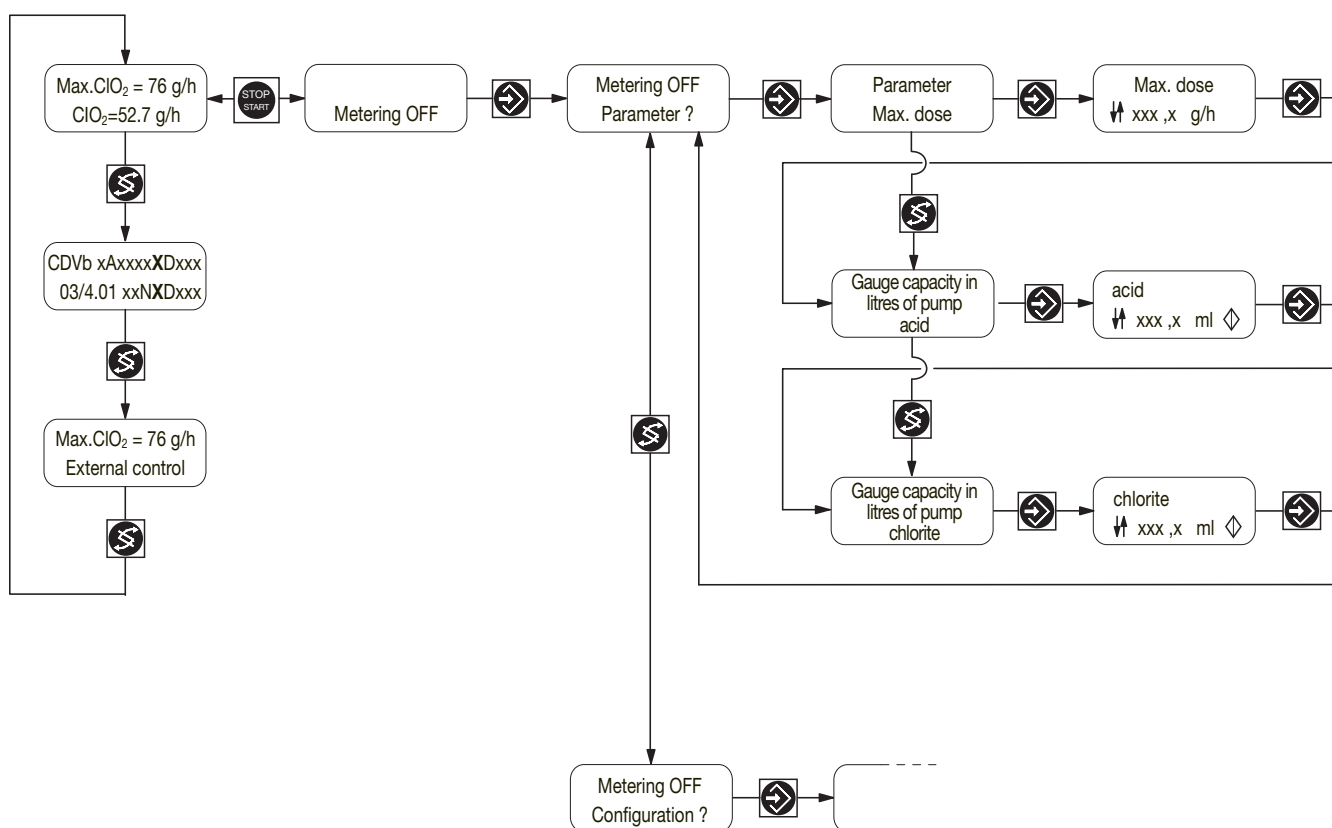 Max.ClO₂ = 76 g/h
ClO₂=52.7 g/h
STOP
START
Metering OFF
Metering OFF
Parameter ?
Parameter
Max. dose
Max. dose
xxx ,x g/h
CDVb xAxxxxXDxxx
03/4.01 xxNXDxxx
Gauge capacity in
litres of pump
acid
acid
xxx ,x ml
Max.ClO₂ = 76 g/h
External control
Gauge capacity in
litres of pump
chlorite
chlorite
xxx ,x ml
Metering OFF
Configuration ?